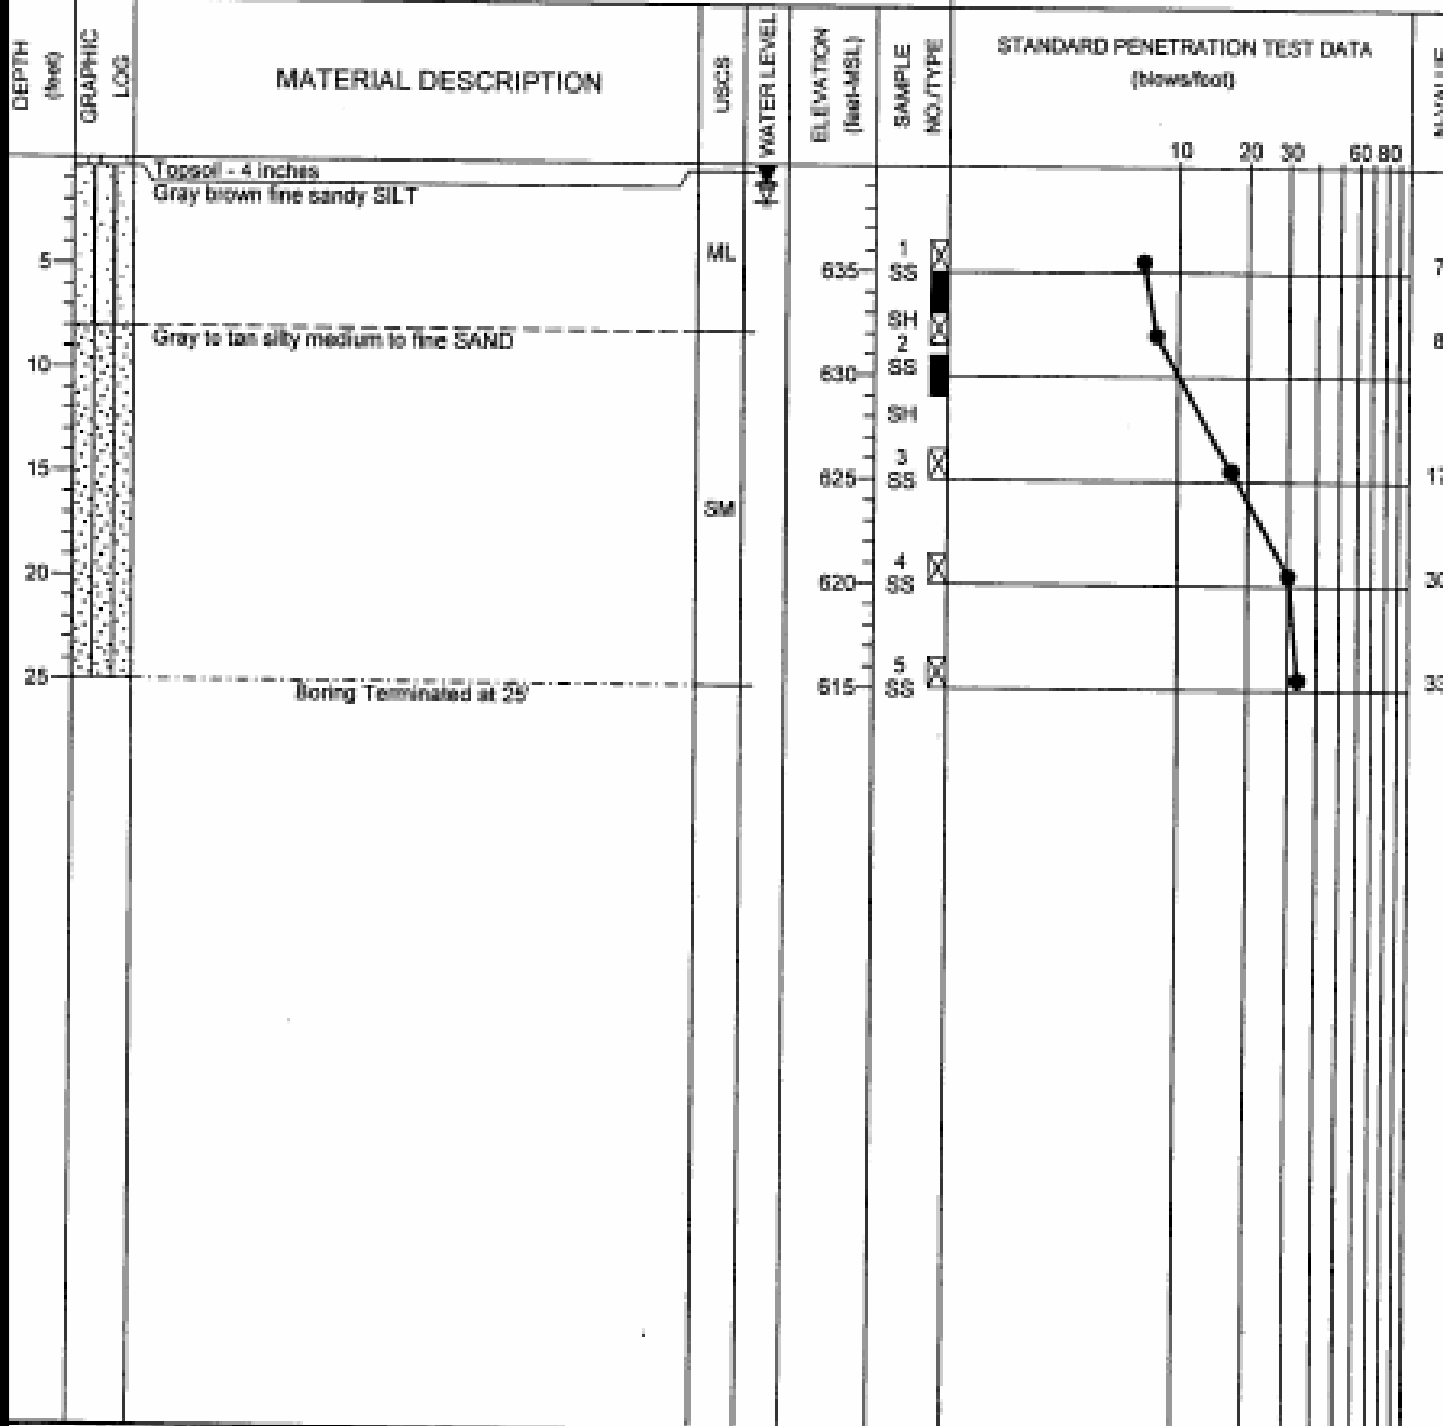 DEPTH
(feet)
GRAPHIC
LOG
MATERIAL DESCRIPTION
USCS
WATER LEVEL
ELEVATION
(feet-MSL)
SAMPLE
NO./TYPE
STANDARD PENETRATION TEST DATA
(blows/foot)
10 20 30 60 80
Topsoil - 4 inches
Gray brown fine sandy SILT
ML
5
635
1
SS
7
SH
Gray to tan silty medium to fine SAND
2
8
10
630
SS
SH
15
625
3
SS
SM
20
620
4
SS
30
25
615
5
SS
Boring Terminated at 25'